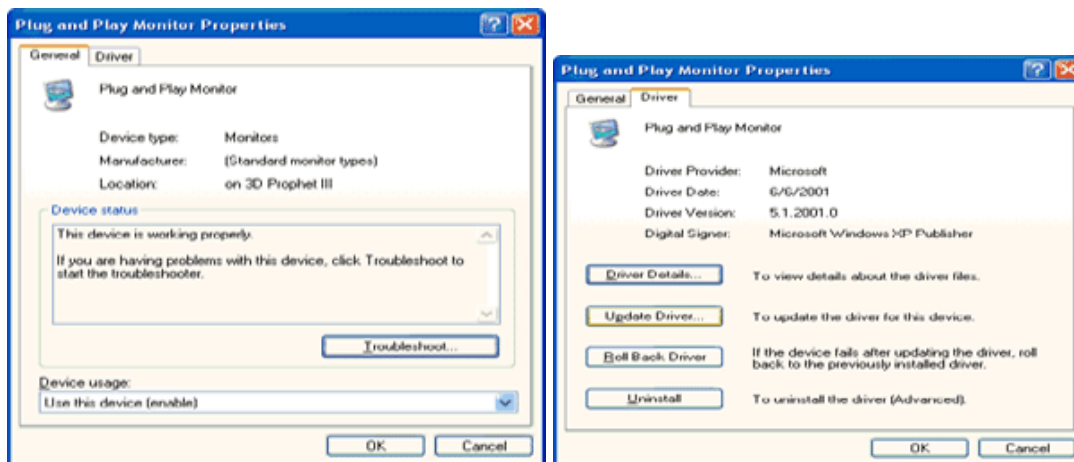 Plug and Play Monitor Properties
General Driver
Plug and Play Monitor
Device type: Monitors
Manufacturer: (Standard monitor types)
Location: on 3D Prophet III
Device status
This device is working properly.
If you are having problems with this device, click Troubleshoot to
start the troubleshooter.
Troubleshoot...
Device usage:
Use this device (enable)
OK Cancel
Plug and Play Monitor Properties
General Driver
Plug and Play Monitor
Driver Provider: Microsoft
Driver Date: 6/6/2001
Driver Version: 5.1.2001.0
Digital Signer: Microsoft Windows XP Publisher
Driver Details... To view details about the driver files.
Update Driver... To update the driver for this device.
Roll Back Driver If the device fails after updating the driver, roll
back to the previously installed driver.
Uninstall To uninstall the driver (Advanced).
OK Cancel